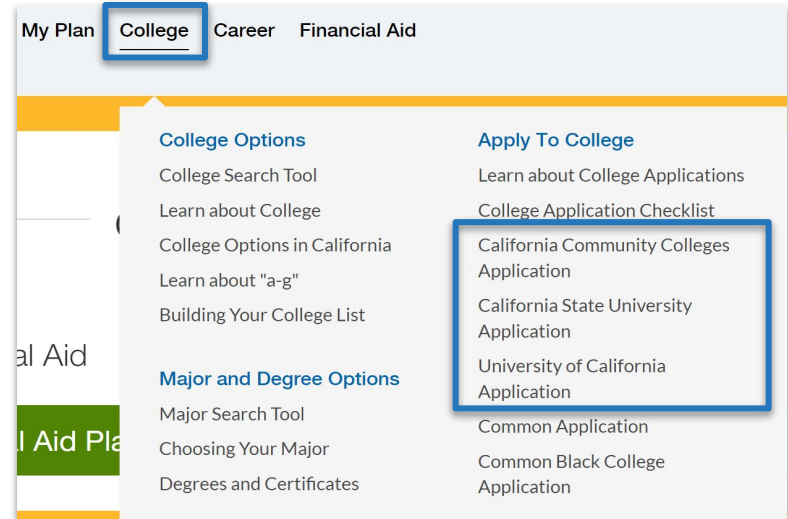 My Plan College Career Financial Aid
College Options
College Search Tool
Learn about College
College Options in California
Learn about "a-g"
Building Your College List
Major and Degree Options
Major Search Tool
Choosing Your Major
Degrees and Certificates
Apply To College
Learn about College Applications
College Application Checklist
California Community Colleges
Application
California State University
Application
University of California
Application
Common Application
Common Black College
Application
al Aid
l Aid Pla